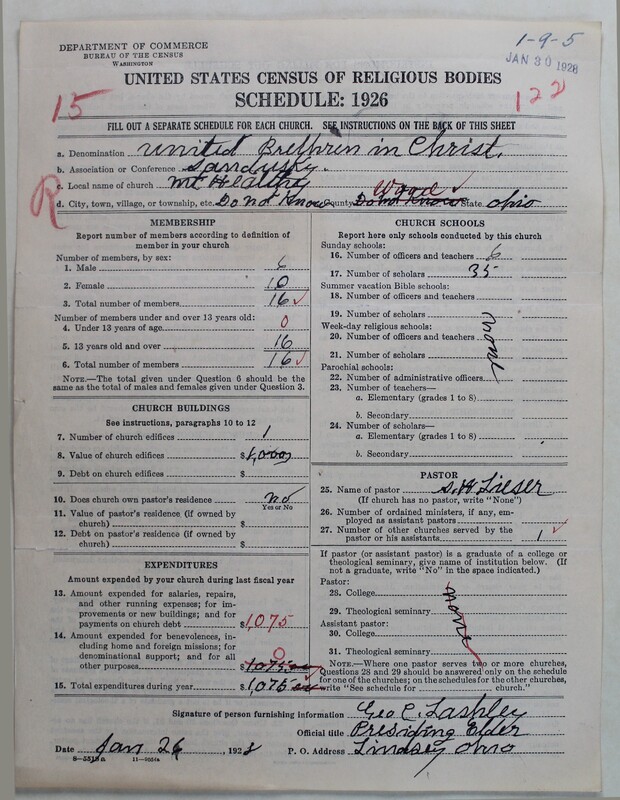 DEPARTMENT OF COMMERCE
BUREAU OF THE CENSUS
WASHINGTON
1-9-5
JAN 30 1928
UNITED STATES CENSUS OF RELIGIOUS BODIES
SCHEDULE: 1926
15
122
FILL OUT A SEPARATE SCHEDULE FOR EACH CHURCH. SEE INSTRUCTIONS ON THE BACK OF THIS SHEET
a. Denomination United Brethren in Christ.
b. Association or Conference Sandusky.
R
c. Local name of church Mt Healthy
Wood ✓
d. City, town, village, or township, etc. Do not Know County Do not Know State Ohio
MEMBERSHIP
Report number of members according to definition of
member in your church
Number of members, by sex:
1. Male 6
2. Female 10
3. Total number of members 16 ✓
Number of members under and over 13 years old:
4. Under 13 years of age 0
5. 13 years old and over 16
6. Total number of members 16 ✓
NOTE.—The total given under Question 6 should be the
same as the total of males and females given under Question 3.
CHURCH BUILDINGS
See instructions, paragraphs 10 to 12
7. Number of church edifices 1
8. Value of church edifices $1,000
9. Debt on church edifices $
10. Does church own pastor's residence no
Yes or No
11. Value of pastor's residence (if owned by
church) $
12. Debt on pastor's residence (if owned by
church) $
EXPENDITURES
Amount expended by your church during last fiscal year
13. Amount expended for salaries, repairs,
and other running expenses; for im-
provements or new buildings; and for
payments on church debt $1,075
14. Amount expended for benevolences, in-
cluding home and foreign missions; for
denominational support; and for all
other purposes $1075 0
15. Total expenditures during year $1,075
CHURCH SCHOOLS
Report here only schools conducted by this church
Sunday schools:
16. Number of officers and teachers 6
17. Number of scholars 35
Summer vacation Bible schools:
18. Number of officers and teachers
19. Number of scholars
Week-day religious schools:
20. Number of officers and teachers
none
21. Number of scholars
Parochial schools:
22. Number of administrative officers
23. Number of teachers—
a. Elementary (grades 1 to 8)
b. Secondary
24. Number of scholars—
a. Elementary (grades 1 to 8)
b. Secondary
PASTOR
25. Name of pastor
(If church has no pastor, write "None")
26. Number of ordained ministers, if any, em-
ployed as assistant pastors
27. Number of other churches served by the
pastor or his assistants 1 ✓
If pastor (or assistant pastor) is a graduate of a college or
theological seminary, give name of institution below. (If
not a graduate, write "No" in the space indicated.)
Pastor:
28. College
29. Theological seminary
none
Assistant pastor:
30. College
31. Theological seminary
NOTE.—Where one pastor serves two or more churches,
Questions 28 and 29 should be answered only on the schedule
for one of the churches; on the schedules for the other churches,
write "See schedule for church."
Signature of person furnishing information Geo C. Lashley
Official title Presiding Elder
Date Jan 26, 1928 P. O. Address Lindsey Ohio
8-5518a 11-9024a